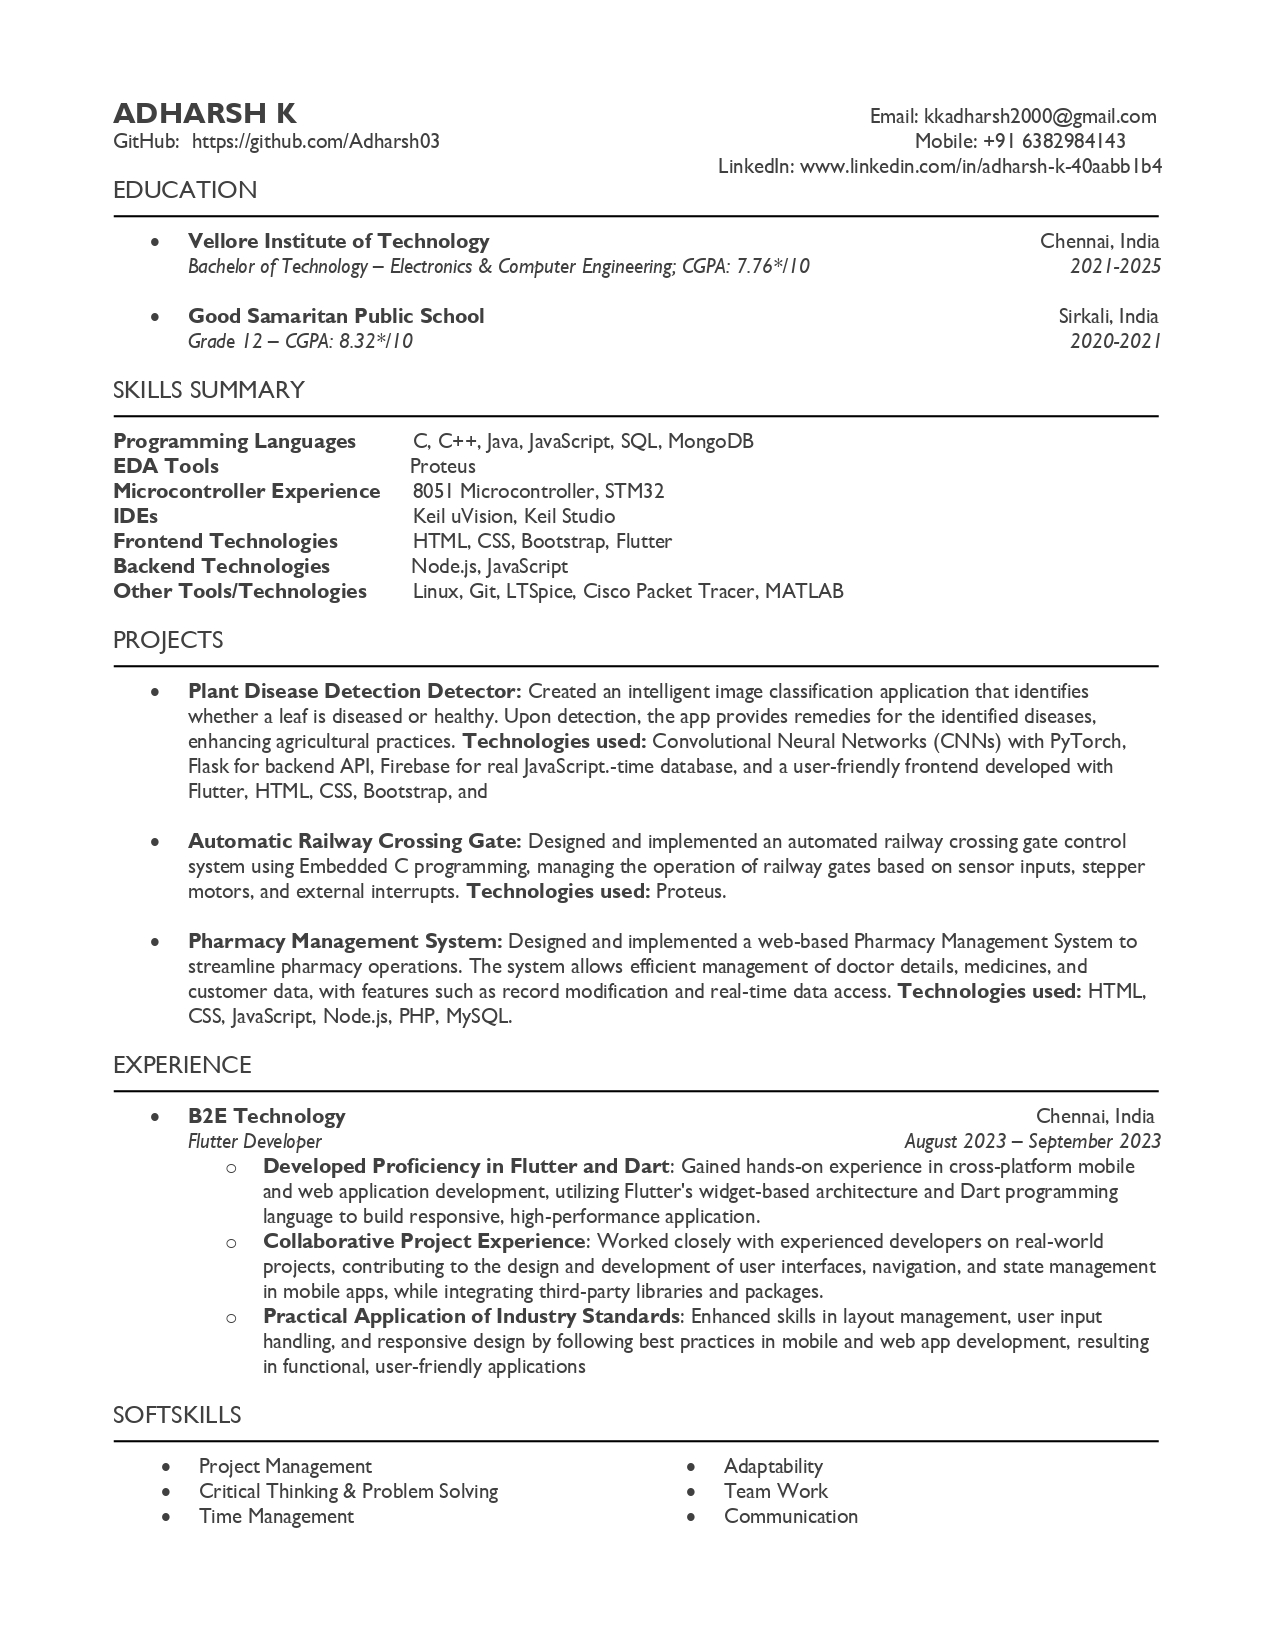 ADHARSH K Email: kkadharsh2000@gmail.com
GitHub: https://github.com/Adharsh03 Mobile: +91 6382984143
LinkedIn: www.linkedin.com/in/adharsh-k-40aabb1b4
EDUCATION
• Vellore Institute of Technology Chennai, India
Bachelor of Technology – Electronics & Computer Engineering; CGPA: 7.76*/10 2021-2025
• Good Samaritan Public School Sirkali, India
Grade 12 – CGPA: 8.32*/10 2020-2021
SKILLS SUMMARY
Programming Languages C, C++, Java, JavaScript, SQL, MongoDB
EDA Tools Proteus
Microcontroller Experience 8051 Microcontroller, STM32
IDEs Keil uVision, Keil Studio
Frontend Technologies HTML, CSS, Bootstrap, Flutter
Backend Technologies Node.js, JavaScript
Other Tools/Technologies Linux, Git, LTSpice, Cisco Packet Tracer, MATLAB
PROJECTS
• Plant Disease Detection Detector: Created an intelligent image classification application that identifies
whether a leaf is diseased or healthy. Upon detection, the app provides remedies for the identified diseases,
enhancing agricultural practices. Technologies used: Convolutional Neural Networks (CNNs) with PyTorch,
Flask for backend API, Firebase for real JavaScript.-time database, and a user-friendly frontend developed with
Flutter, HTML, CSS, Bootstrap, and
• Automatic Railway Crossing Gate: Designed and implemented an automated railway crossing gate control
system using Embedded C programming, managing the operation of railway gates based on sensor inputs, stepper
motors, and external interrupts. Technologies used: Proteus.
• Pharmacy Management System: Designed and implemented a web-based Pharmacy Management System to
streamline pharmacy operations. The system allows efficient management of doctor details, medicines, and
customer data, with features such as record modification and real-time data access. Technologies used: HTML,
CSS, JavaScript, Node.js, PHP, MySQL.
EXPERIENCE
• B2E Technology Chennai, India
Flutter Developer August 2023 – September 2023
o Developed Proficiency in Flutter and Dart: Gained hands-on experience in cross-platform mobile
and web application development, utilizing Flutter's widget-based architecture and Dart programming
language to build responsive, high-performance application.
o Collaborative Project Experience: Worked closely with experienced developers on real-world
projects, contributing to the design and development of user interfaces, navigation, and state management
in mobile apps, while integrating third-party libraries and packages.
o Practical Application of Industry Standards: Enhanced skills in layout management, user input
handling, and responsive design by following best practices in mobile and web app development, resulting
in functional, user-friendly applications
SOFTSKILLS
• Project Management • Adaptability
• Critical Thinking & Problem Solving • Team Work
• Time Management • Communication